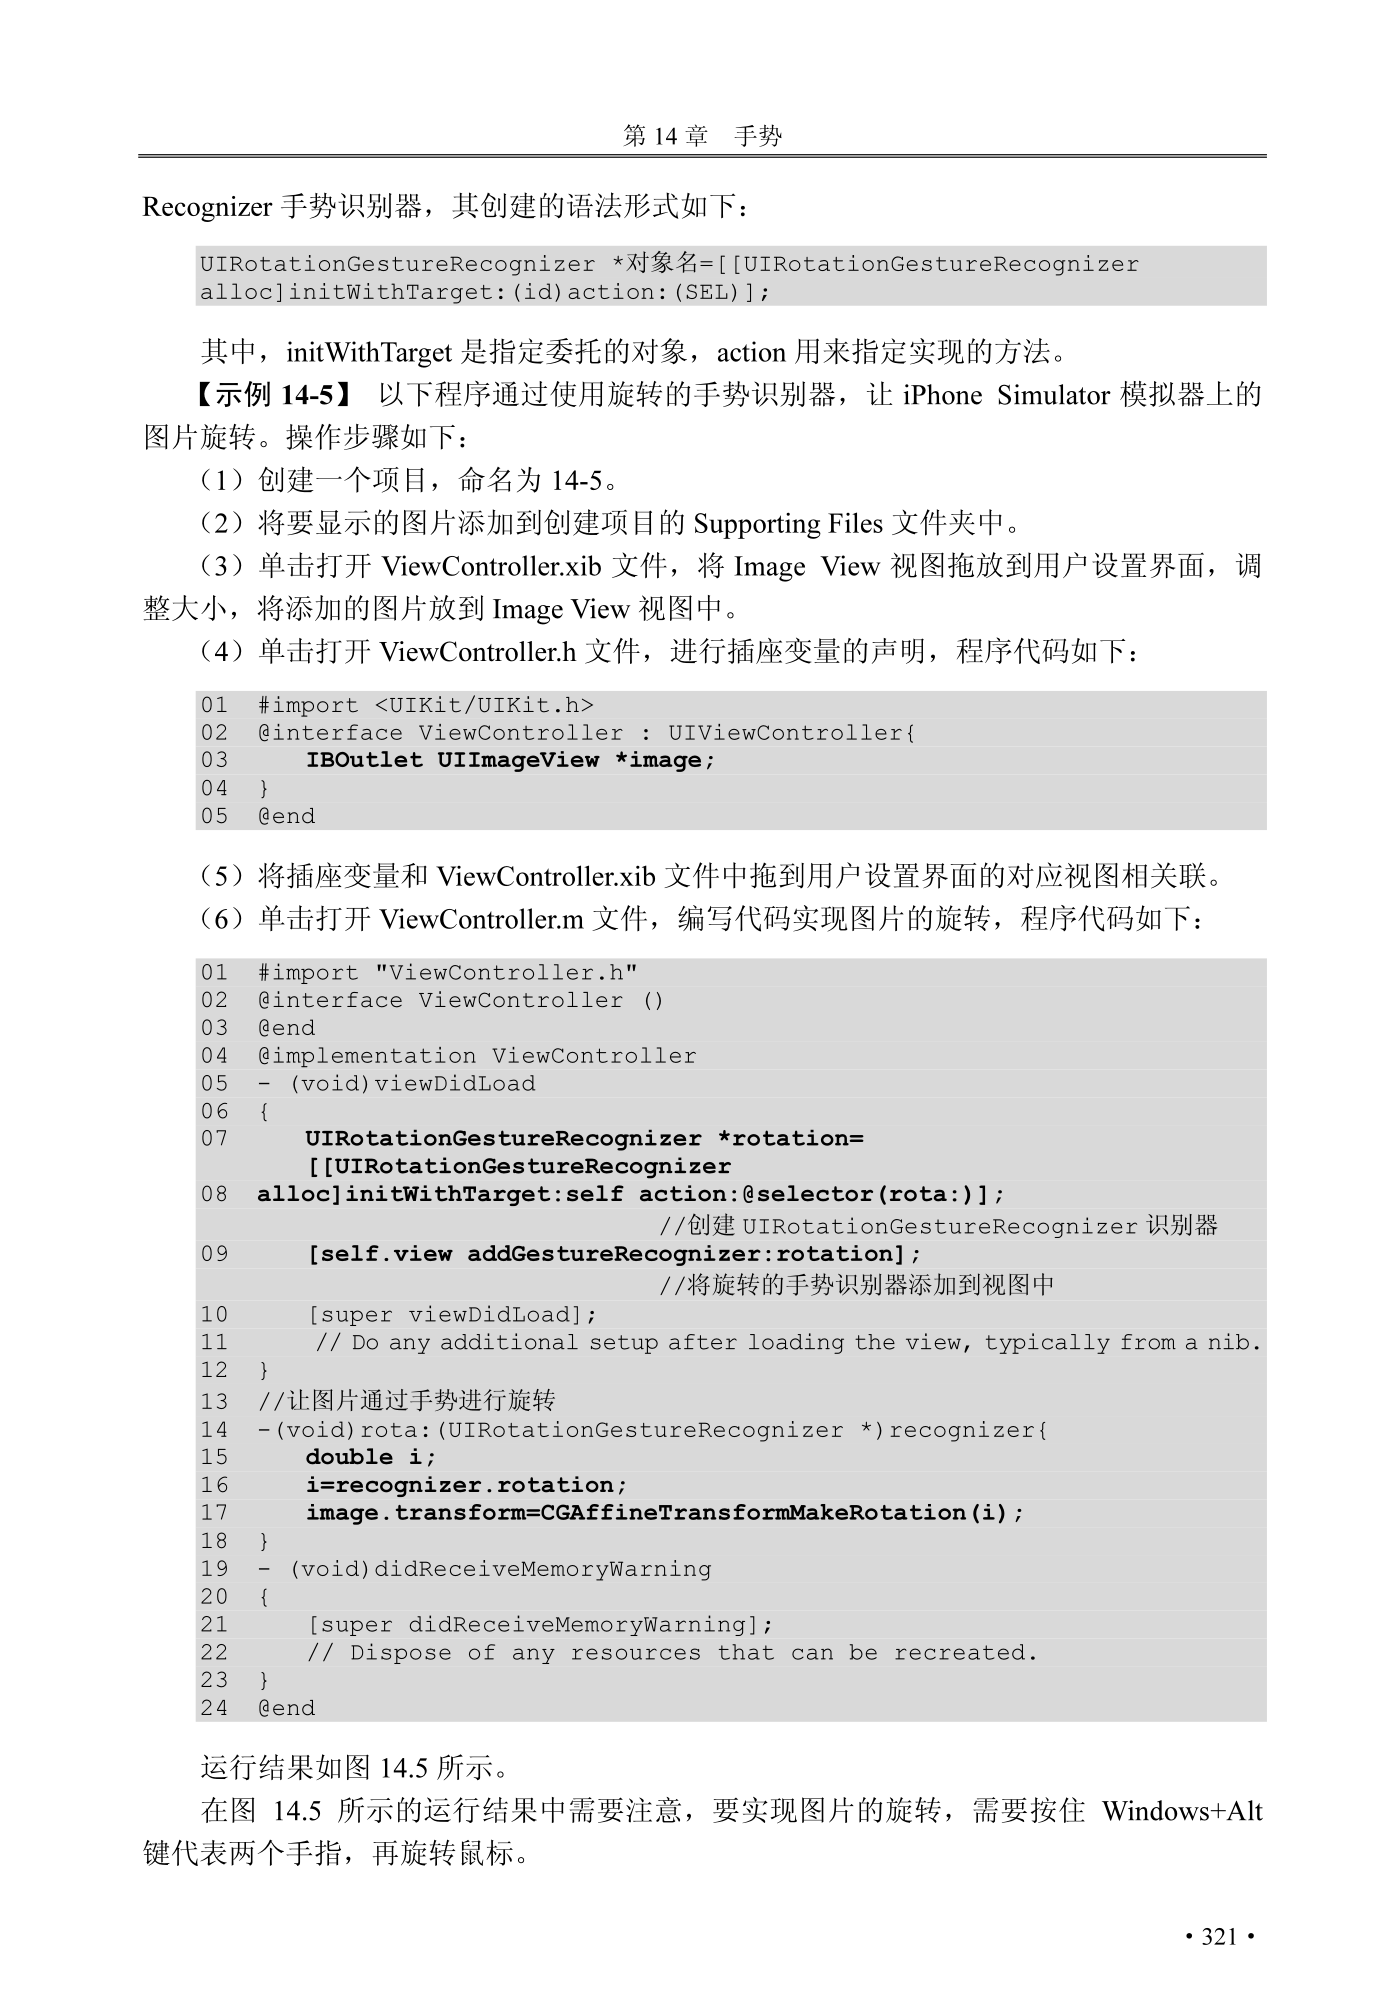 第 14 章　手势
Recognizer 手势识别器，其创建的语法形式如下：
UIRotationGestureRecognizer *对象名=[[UIRotationGestureRecognizer
alloc]initWithTarget:(id)action:(SEL)];
其中，initWithTarget 是指定委托的对象，action 用来指定实现的方法。
【示例 14-5】 以下程序通过使用旋转的手势识别器，让 iPhone Simulator 模拟器上的
图片旋转。操作步骤如下：
（1）创建一个项目，命名为 14-5。
（2）将要显示的图片添加到创建项目的 Supporting Files 文件夹中。
（3）单击打开 ViewController.xib 文件，将 Image View 视图拖放到用户设置界面，调
整大小，将添加的图片放到 Image View 视图中。
（4）单击打开 ViewController.h 文件，进行插座变量的声明，程序代码如下：
01 #import <UIKit/UIKit.h>
02 @interface ViewController : UIViewController{
03 IBOutlet UIImageView *image;
04 }
05 @end
（5）将插座变量和 ViewController.xib 文件中拖到用户设置界面的对应视图相关联。
（6）单击打开 ViewController.m 文件，编写代码实现图片的旋转，程序代码如下：
01 #import "ViewController.h"
02 @interface ViewController ()
03 @end
04 @implementation ViewController
05 - (void)viewDidLoad
06 {
07 UIRotationGestureRecognizer *rotation=
[[UIRotationGestureRecognizer
08 alloc]initWithTarget:self action:@selector(rota:)];
//创建 UIRotationGestureRecognizer 识别器
09 [self.view addGestureRecognizer:rotation];
//将旋转的手势识别器添加到视图中
10 [super viewDidLoad];
11 // Do any additional setup after loading the view, typically from a nib.
12 }
13 //让图片通过手势进行旋转
14 -(void)rota:(UIRotationGestureRecognizer *)recognizer{
15 double i;
16 i=recognizer.rotation;
17 image.transform=CGAffineTransformMakeRotation(i);
18 }
19 - (void)didReceiveMemoryWarning
20 {
21 [super didReceiveMemoryWarning];
22 // Dispose of any resources that can be recreated.
23 }
24 @end
运行结果如图 14.5 所示。
在图 14.5 所示的运行结果中需要注意，要实现图片的旋转，需要按住 Windows+Alt
键代表两个手指，再旋转鼠标。
·321·